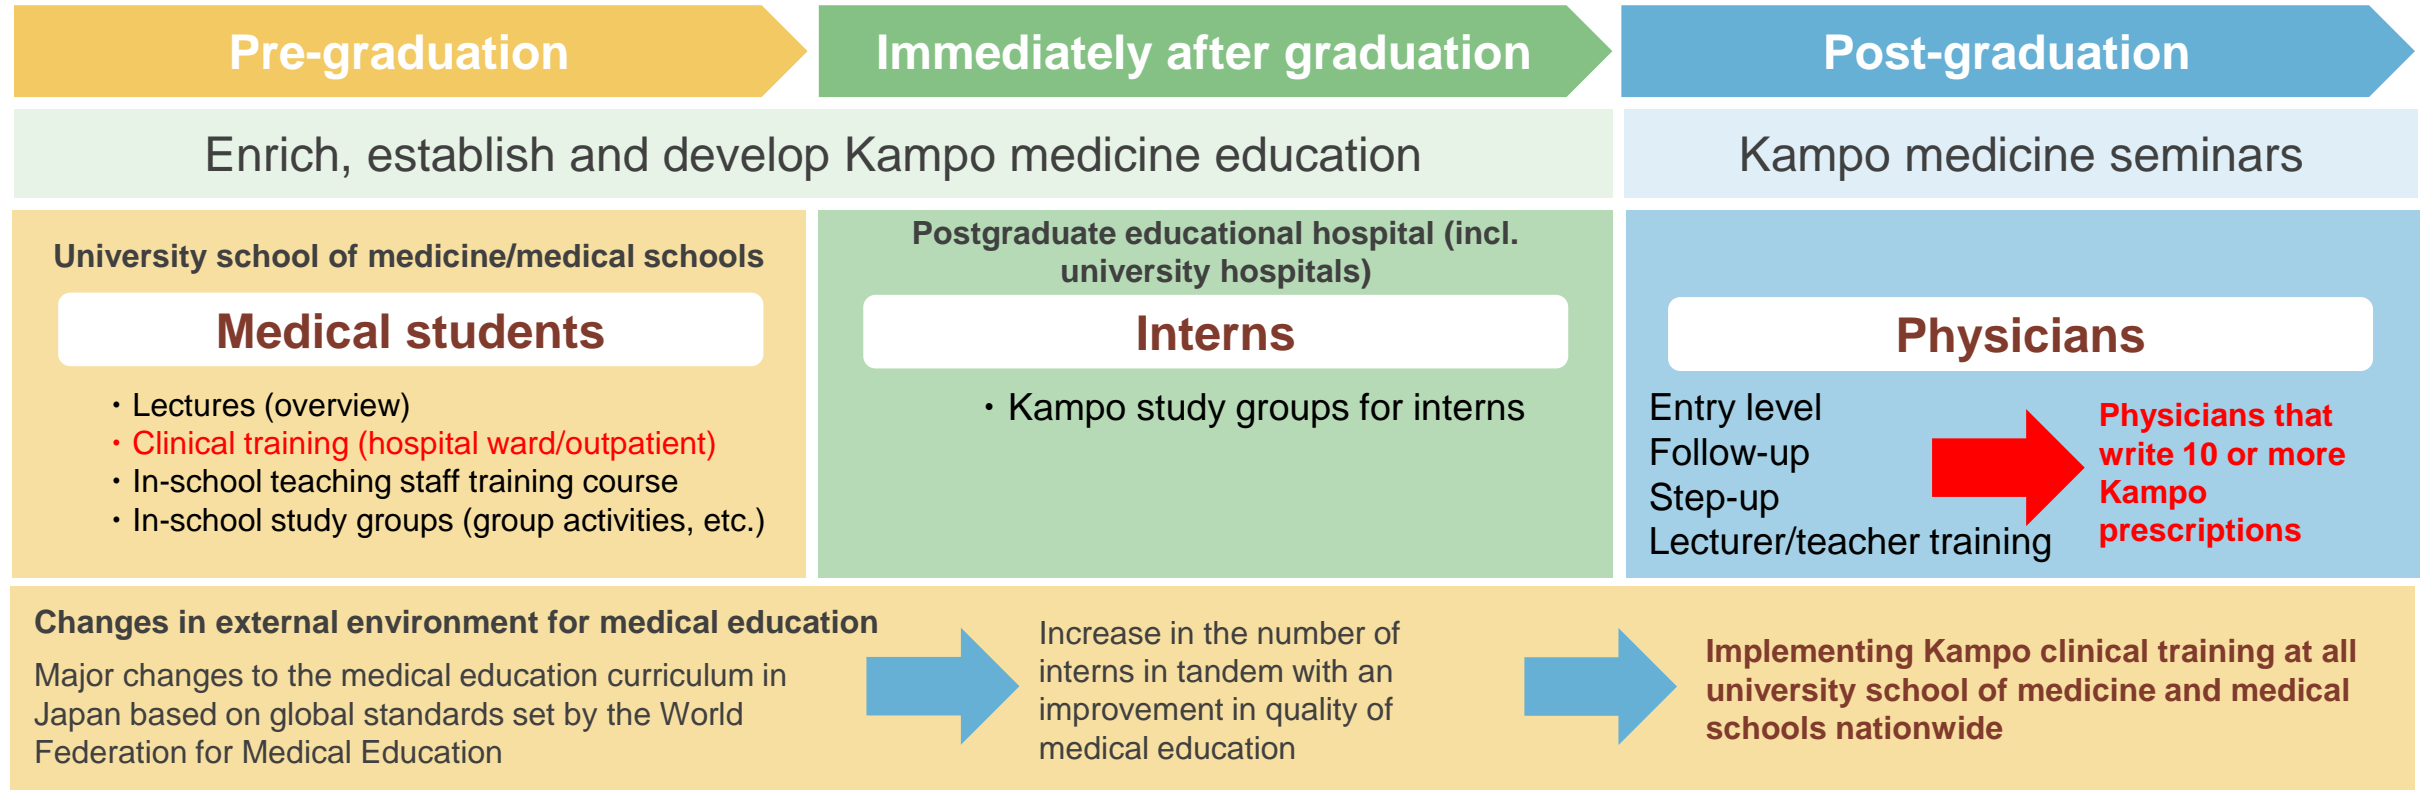 Pre-graduation
Immediately after graduation
Post-graduation
Enrich, establish and develop Kampo medicine education
Kampo medicine seminars
University school of medicine/medical schools
Medical students
・Lectures (overview)
・Clinical training (hospital ward/outpatient)
・In-school teaching staff training course
・In-school study groups (group activities, etc.)
Postgraduate educational hospital (incl.
university hospitals)
Interns
・Kampo study groups for interns
Physicians
Entry level
Follow-up
Step-up
Lecturer/teacher training
Physicians that
write 10 or more
Kampo
prescriptions
Changes in external environment for medical education
Major changes to the medical education curriculum in
Japan based on global standards set by the World
Federation for Medical Education
Increase in the number of
interns in tandem with an
improvement in quality of
medical education
Implementing Kampo clinical training at all
university school of medicine and medical
schools nationwide